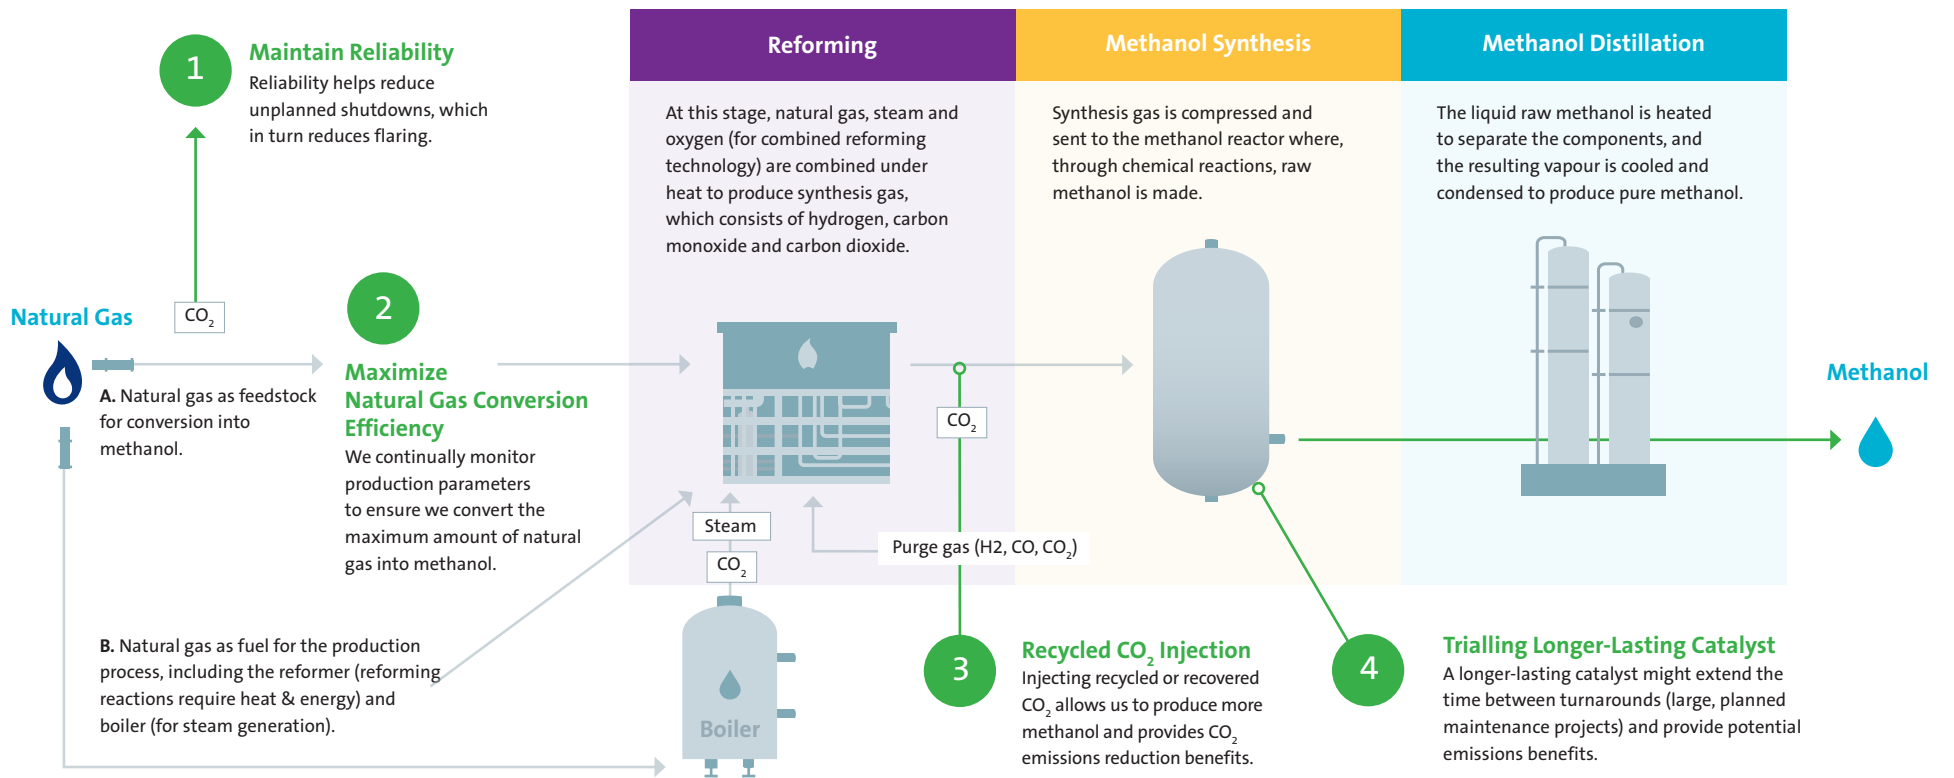 1
Maintain Reliability
Reliability helps reduce
unplanned shutdowns, which
in turn reduces flaring.
CO₂
Natural Gas
A. Natural gas as feedstock
for conversion into
methanol.
2
Maximize
Natural Gas Conversion
Efficiency
We continually monitor
production parameters
to ensure we convert the
maximum amount of natural
gas into methanol.
B. Natural gas as fuel for the production
process, including the reformer (reforming
reactions require heat & energy) and
boiler (for steam generation).
Reforming
At this stage, natural gas, steam and
oxygen (for combined reforming
technology) are combined under
heat to produce synthesis gas,
which consists of hydrogen, carbon
monoxide and carbon dioxide.
Steam
CO₂
Boiler
CO₂
Purge gas (H2, CO, CO₂)
Methanol Synthesis
Synthesis gas is compressed and
sent to the methanol reactor where,
through chemical reactions, raw
methanol is made.
Methanol Distillation
The liquid raw methanol is heated
to separate the components, and
the resulting vapour is cooled and
condensed to produce pure methanol.
Methanol
3
Recycled CO₂ Injection
Injecting recycled or recovered
CO₂ allows us to produce more
methanol and provides CO₂
emissions reduction benefits.
4
Trialling Longer-Lasting Catalyst
A longer-lasting catalyst might extend the
time between turnarounds (large, planned
maintenance projects) and provide potential
emissions benefits.